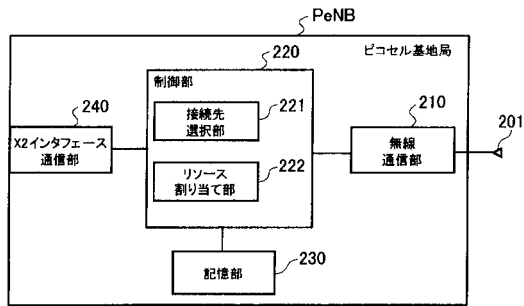 PeNB
ピコセル基地局
220
制御部
240
X2インタフェース
通信部
221
接続先
選択部
210
無線
通信部
201
222
リソース
割り当て部
230
記憶部